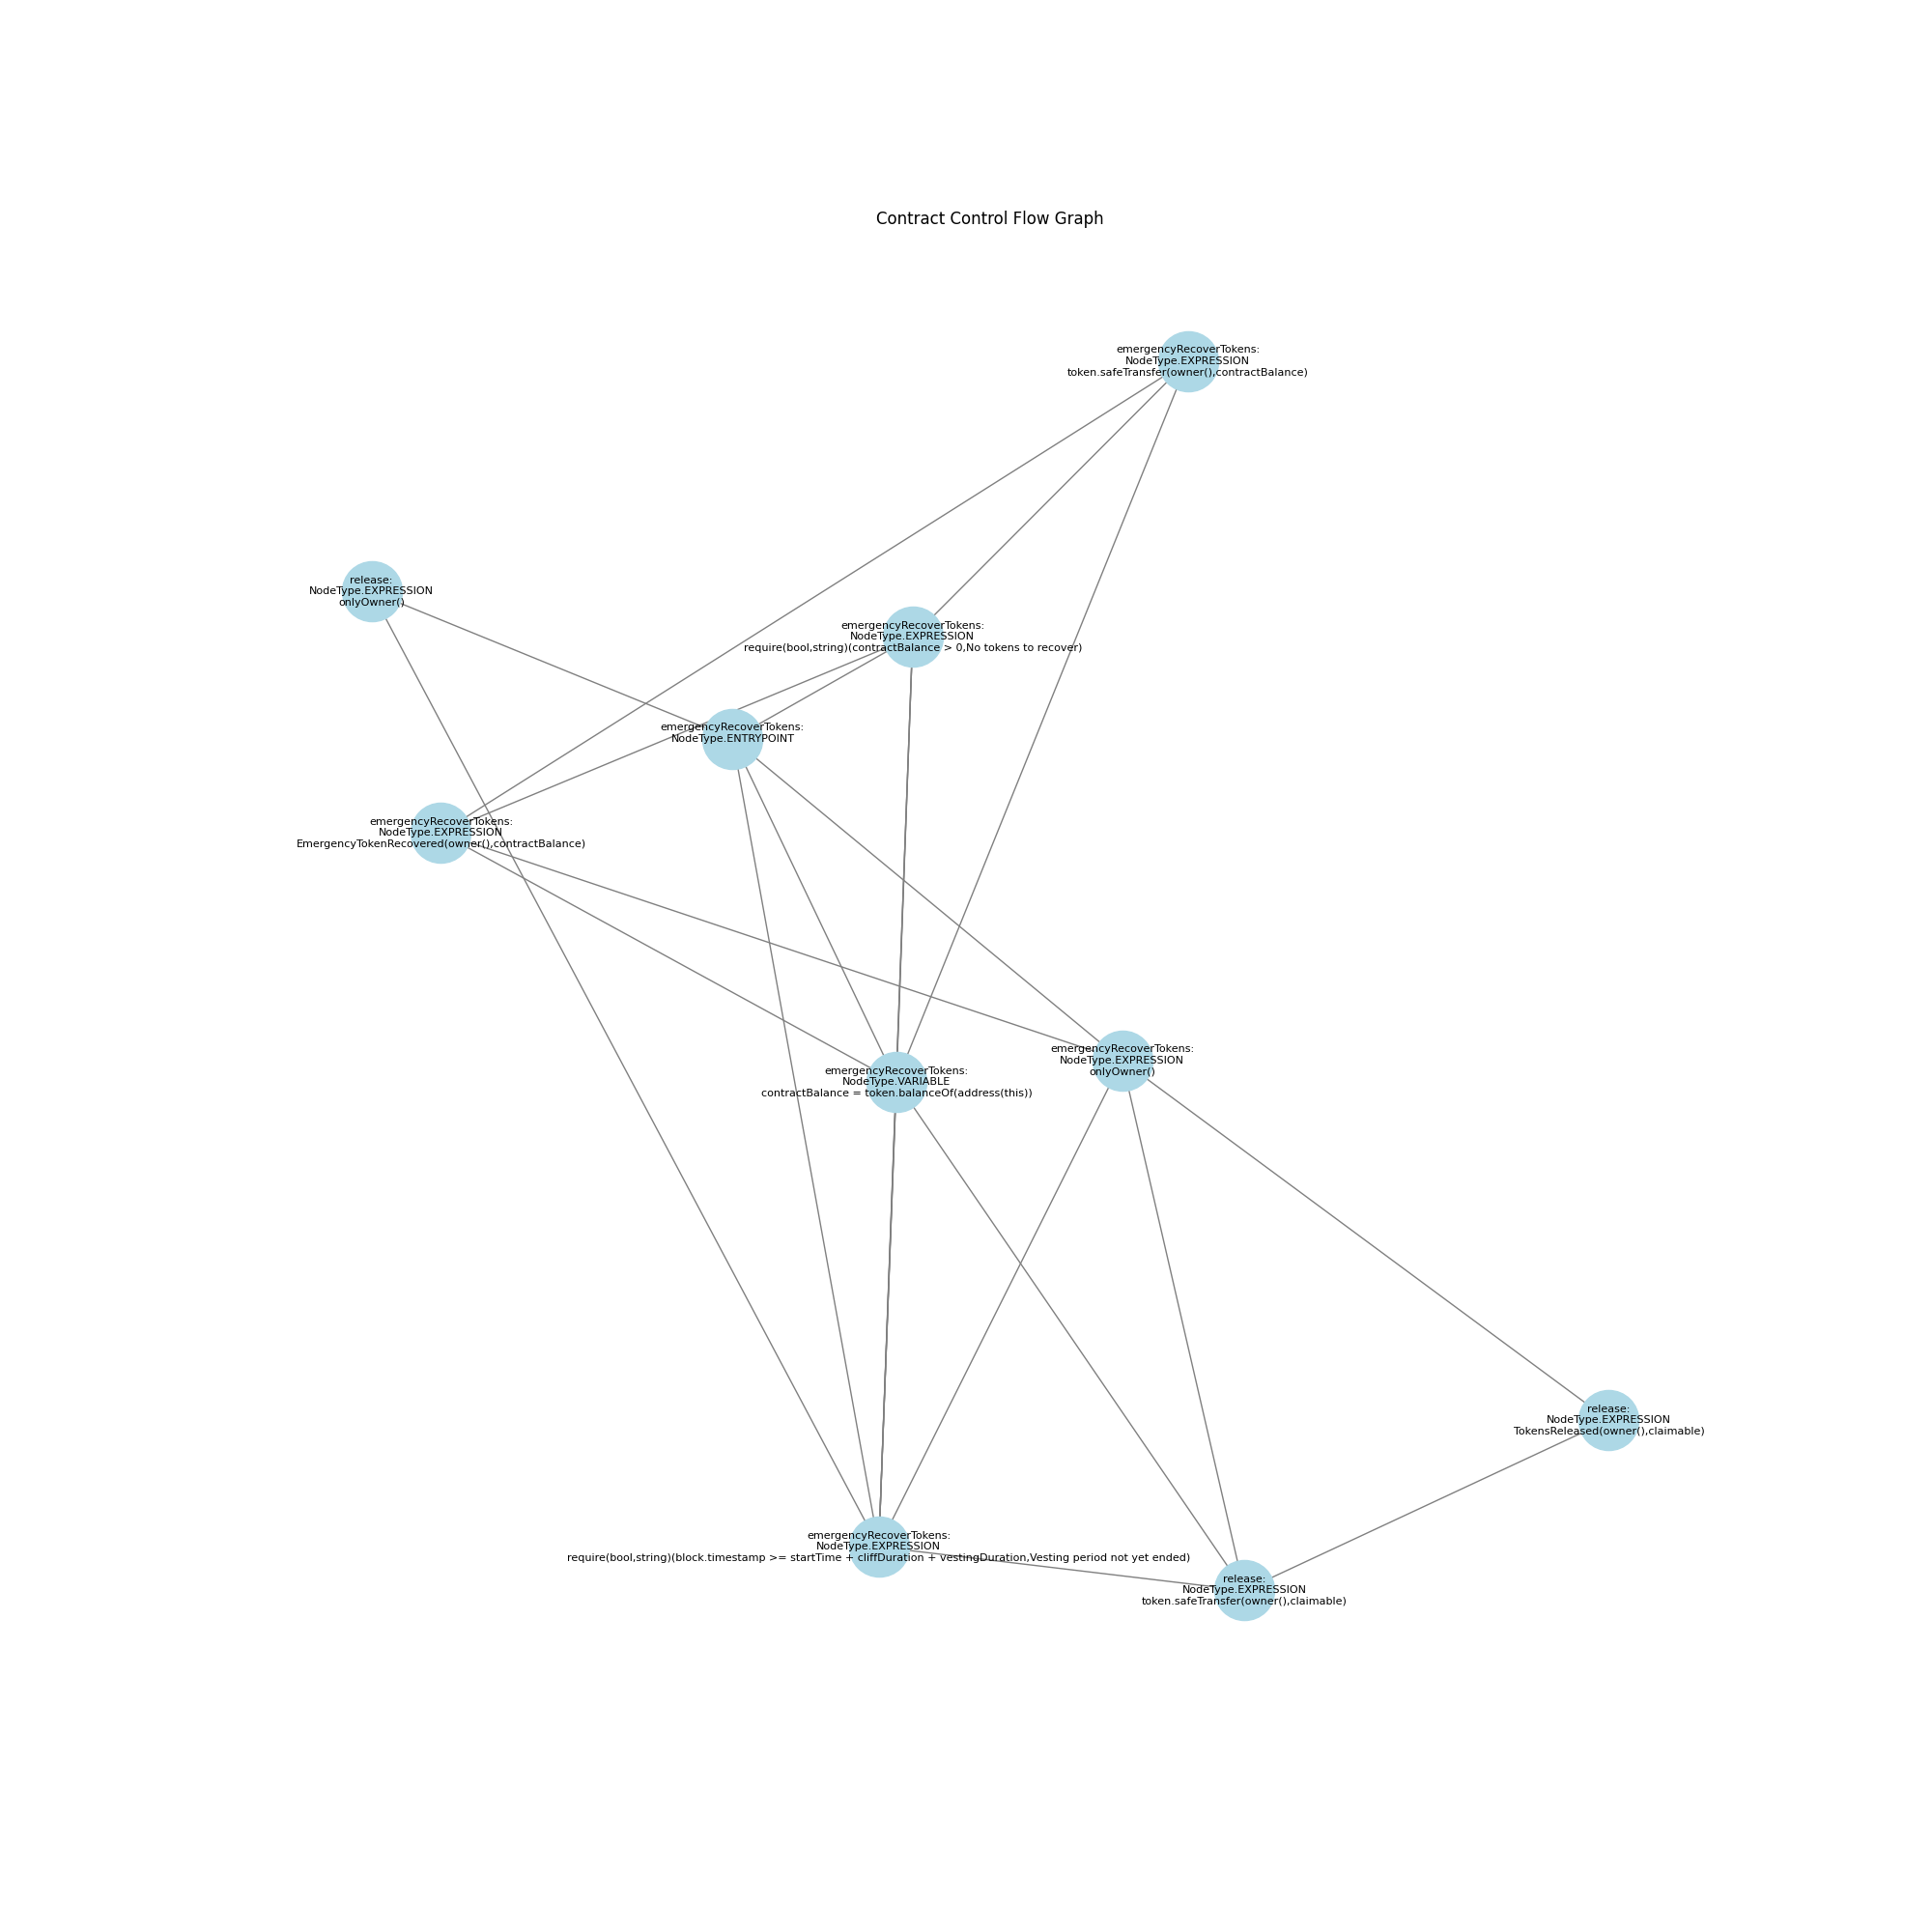 Contract Control Flow Graph
emergencyRecoverTokens:
NodeType.EXPRESSION
token.safeTransfer(owner(),contractBalance)
release:
NodeType.EXPRESSION
onlyOwner()
emergencyRecoverTokens:
NodeType.EXPRESSION
require(bool,string)(contractBalance > 0,No tokens to recover)
emergencyRecoverTokens:
NodeType.ENTRYPOINT
emergencyRecoverTokens:
NodeType.EXPRESSION
EmergencyTokenRecovered(owner(),contractBalance)
emergencyRecoverTokens:
NodeType.EXPRESSION
onlyOwner()
emergencyRecoverTokens:
NodeType.VARIABLE
contractBalance = token.balanceOf(address(this))
release:
NodeType.EXPRESSION
TokensReleased(owner(),claimable)
emergencyRecoverTokens:
NodeType.EXPRESSION
require(bool,string)(block.timestamp >= startTime + cliffDuration + vestingDuration,Vesting period not yet ended)
release:
NodeType.EXPRESSION
token.safeTransfer(owner(),claimable)